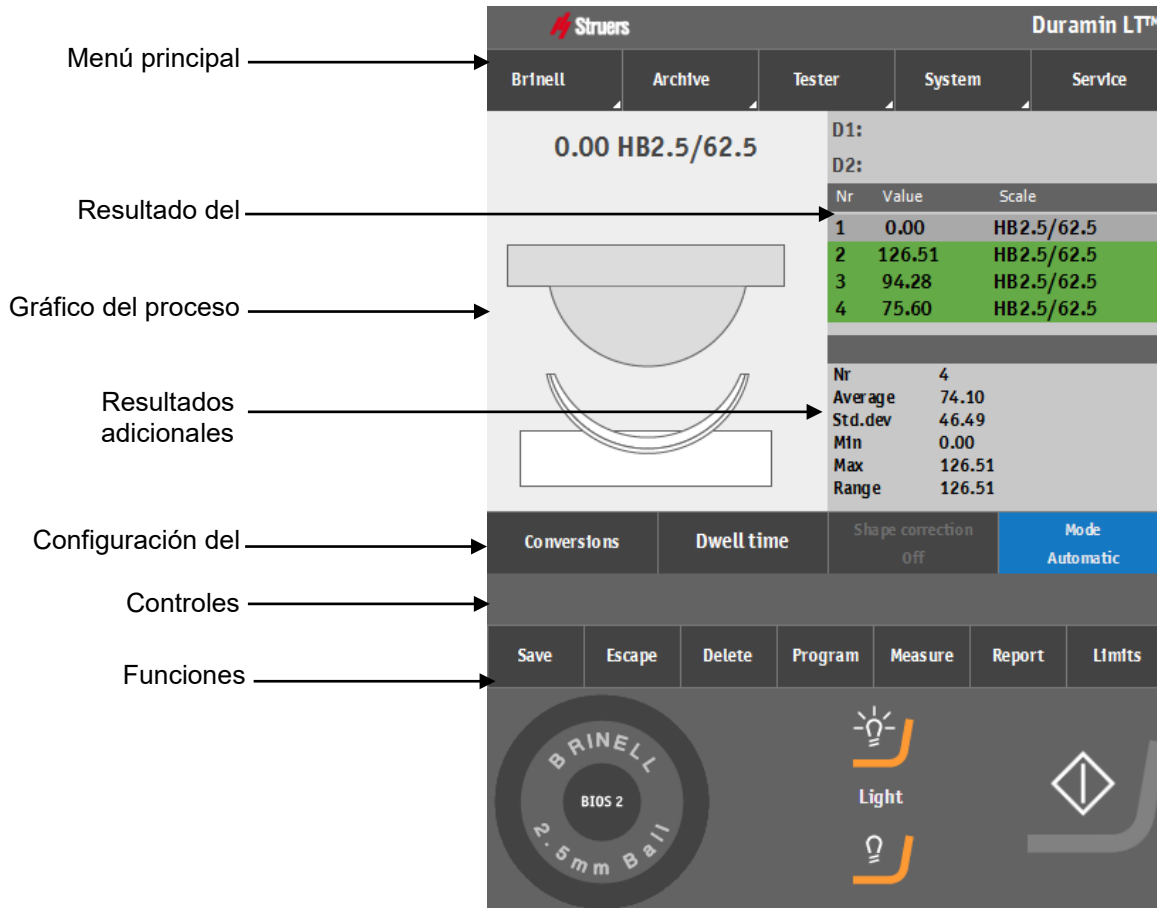 Struers
Duramin LT™
Menú principal
Brinell Archive Tester System Service
0.00 HB2.5/62.5
D1:
D2:
Resultado del
Nr Value Scale
1 0.00 HB2.5/62.5
2 126.51 HB2.5/62.5
3 94.28 HB2.5/62.5
4 75.60 HB2.5/62.5
Gráfico del proceso
Resultados
adicionales
Nr 4
Average 74.10
Std.dev 46.49
Min 0.00
Max 126.51
Range 126.51
Configuración del
Conversions Dwell time
Shape correction
Off
Mode
Automatic
Controles
Funciones
Save Escape Delete Program Measure Report Limits
BRINELL
BIOS 2
2.5mm Ball
Light